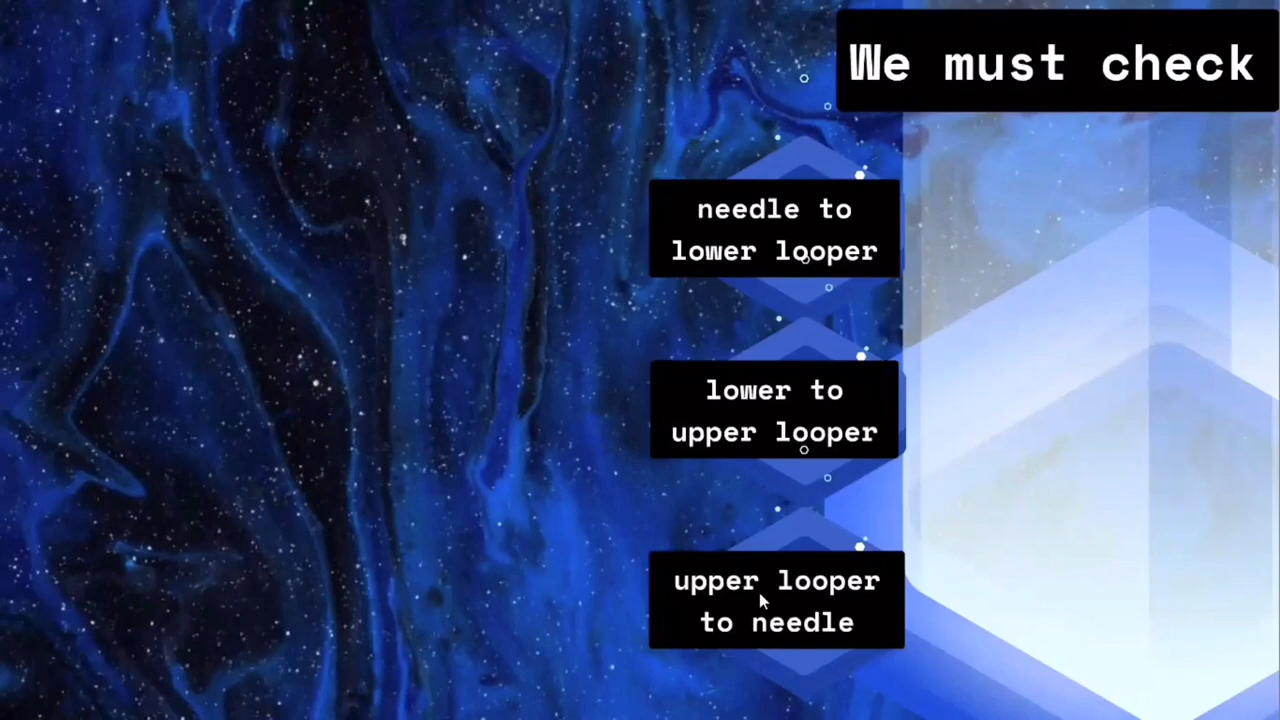 We must check
needle to
lower looper
lower to
upper looper
upper looper
to needle